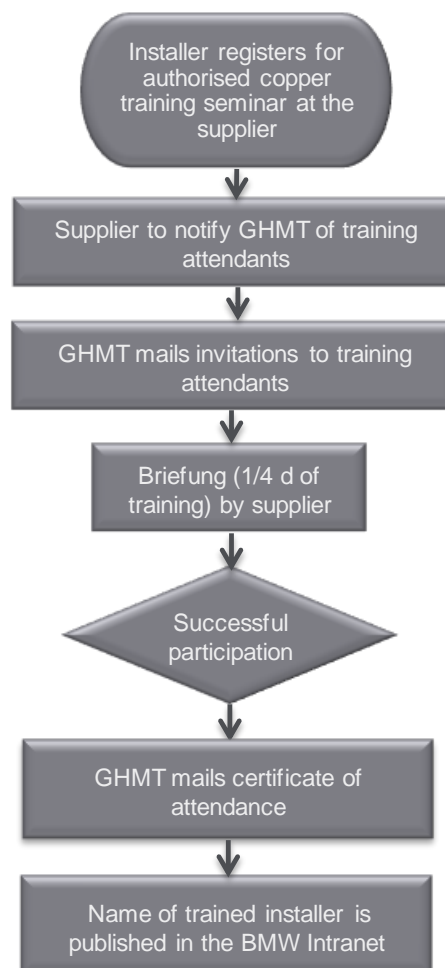 Installer registers for
authorised copper
training seminar at the
supplier
Supplier to notify GHMT of training
attendants
GHMT mails invitations to training
attendants
Briefung (1/4 d of
training) by supplier
Successful
participation
GHMT mails certificate of
attendance
Name of trained installer is
published in the BMW Intranet